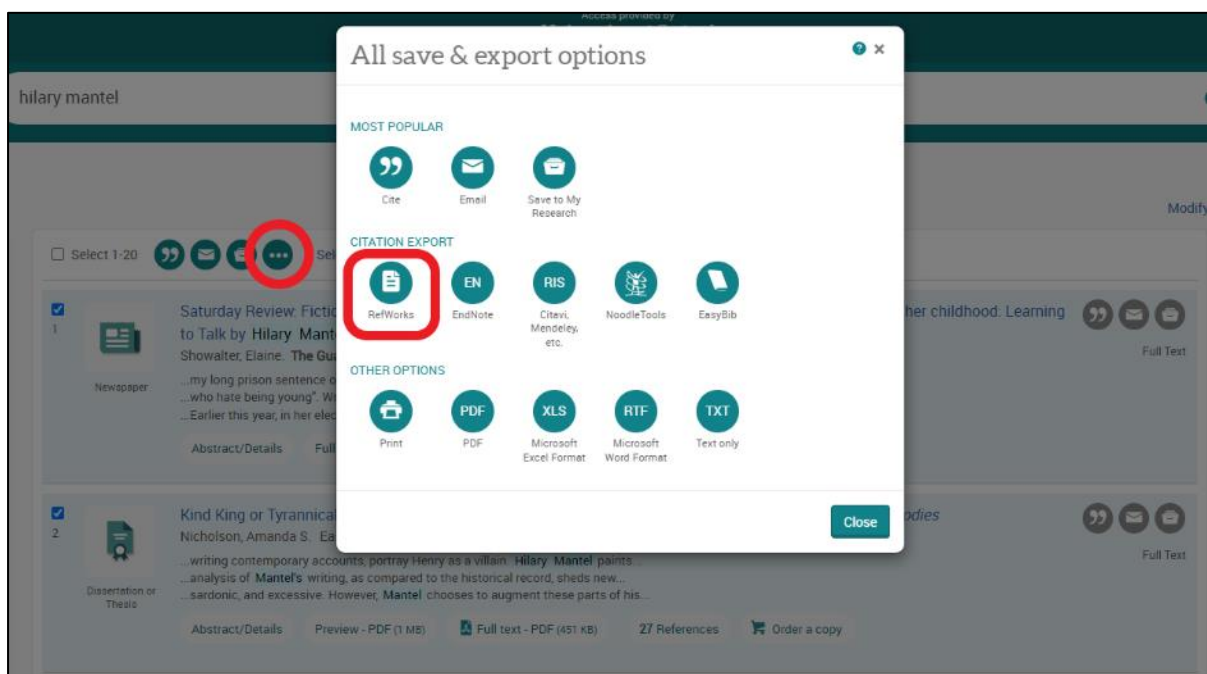 Access provided by
All save & export options
hilary mantel
MOST POPULAR
Cite
Email
Save to My
Research
Modify
CITATION EXPORT
Select 1-20
Sel
EN
RIS
RefWorks
EndNote
Citavi,
Mendeley,
etc.
NoodleTools
EasyBib
OTHER OPTIONS
PDF
XLS
RTF
TXT
Print
PDF
Microsoft
Excel Format
Microsoft
Word Format
Text only
Close
1
Newspaper
Saturday Review: Fictio
her childhood. Learning
to Talk by Hilary Mant
Showalter, Elaine. The Gua
...my long prison sentence o
...who hate being young". Wi
...Earlier this year, in her elec
Abstract/Details
Full
Full Text
2
Dissertation or
Thesis
Kind King or Tyrannical
odies
Nicholson, Amanda S. Ea
...writing contemporary accounts, portray Henry as a villain. Hilary Mantel paints...
...analysis of Mantel's writing, as compared to the historical record, sheds new...
...sardonic, and excessive. However, Mantel chooses to augment these parts of his...
Abstract/Details
Preview - PDF (1 MB)
Full text - PDF (451 KB)
27 References
Order a copy
Full Text